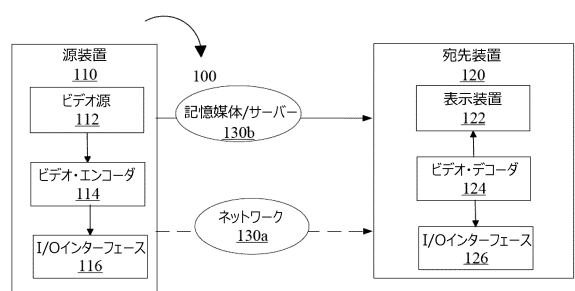 源装置
110
ビデオ源
112
ビデオ・エンコーダ
114
I/Oインターフェース
116
100
記憶媒体/サーバー
130b
ネットワーク
130a
宛先装置
120
表示装置
122
ビデオ・デコーダ
124
I/Oインターフェース
126